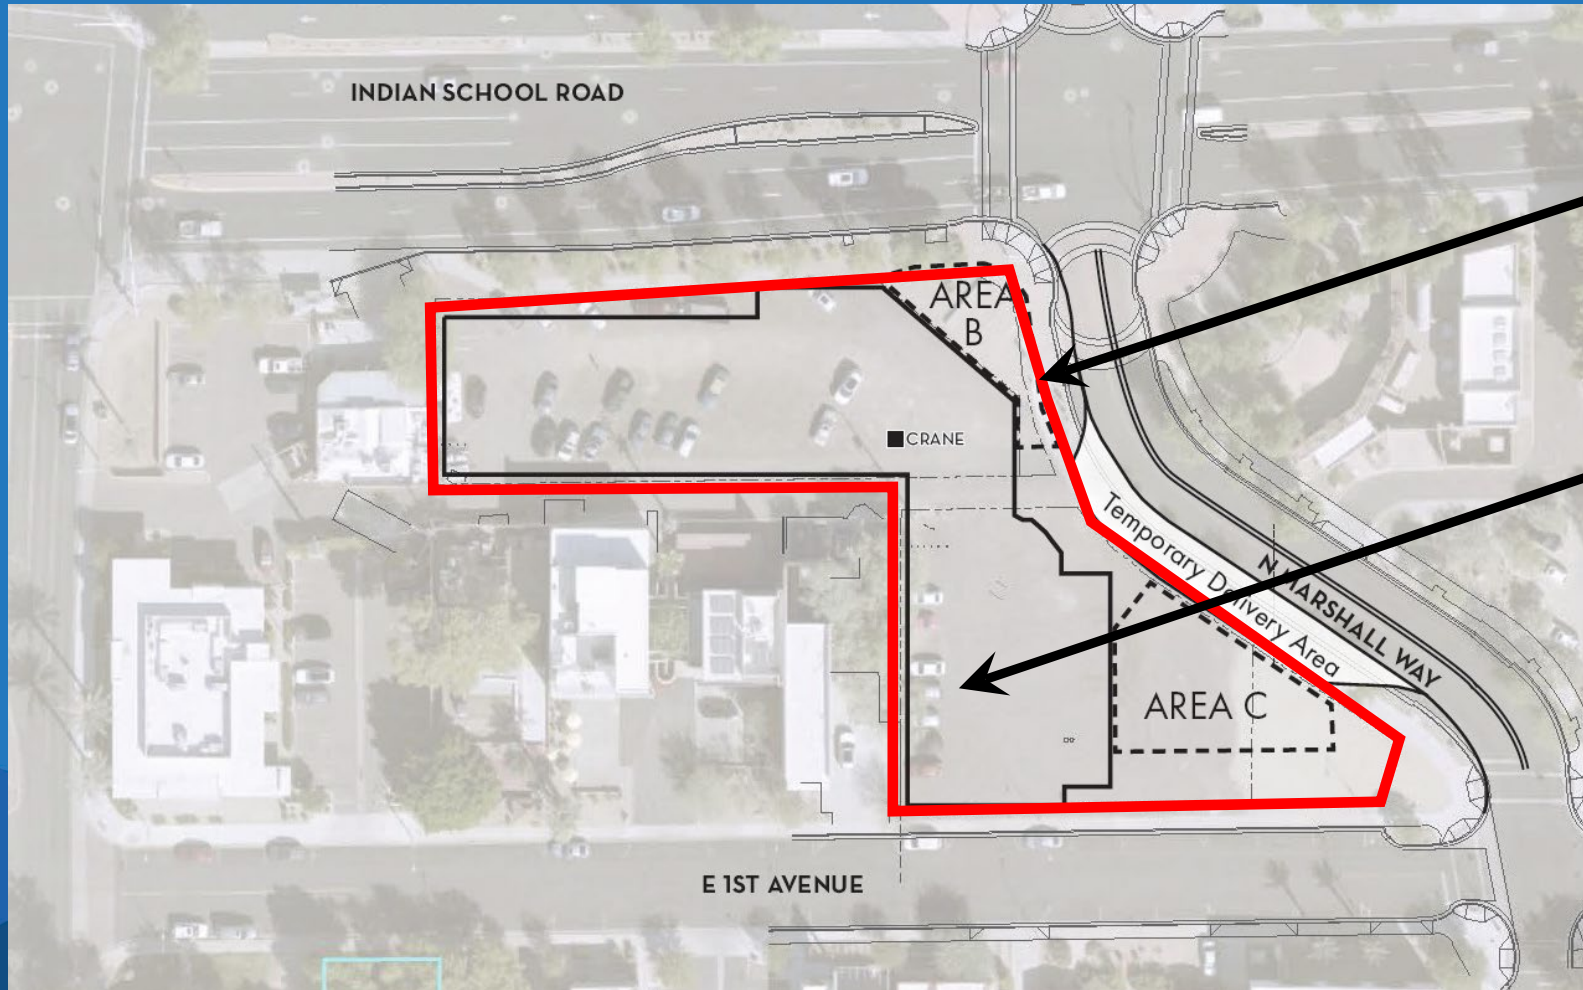 INDIAN SCHOOL ROAD
AREA
B
CRANE
Temporary Delivery Area
N MARSHALL WAY
AREA C
E 1ST AVENUE